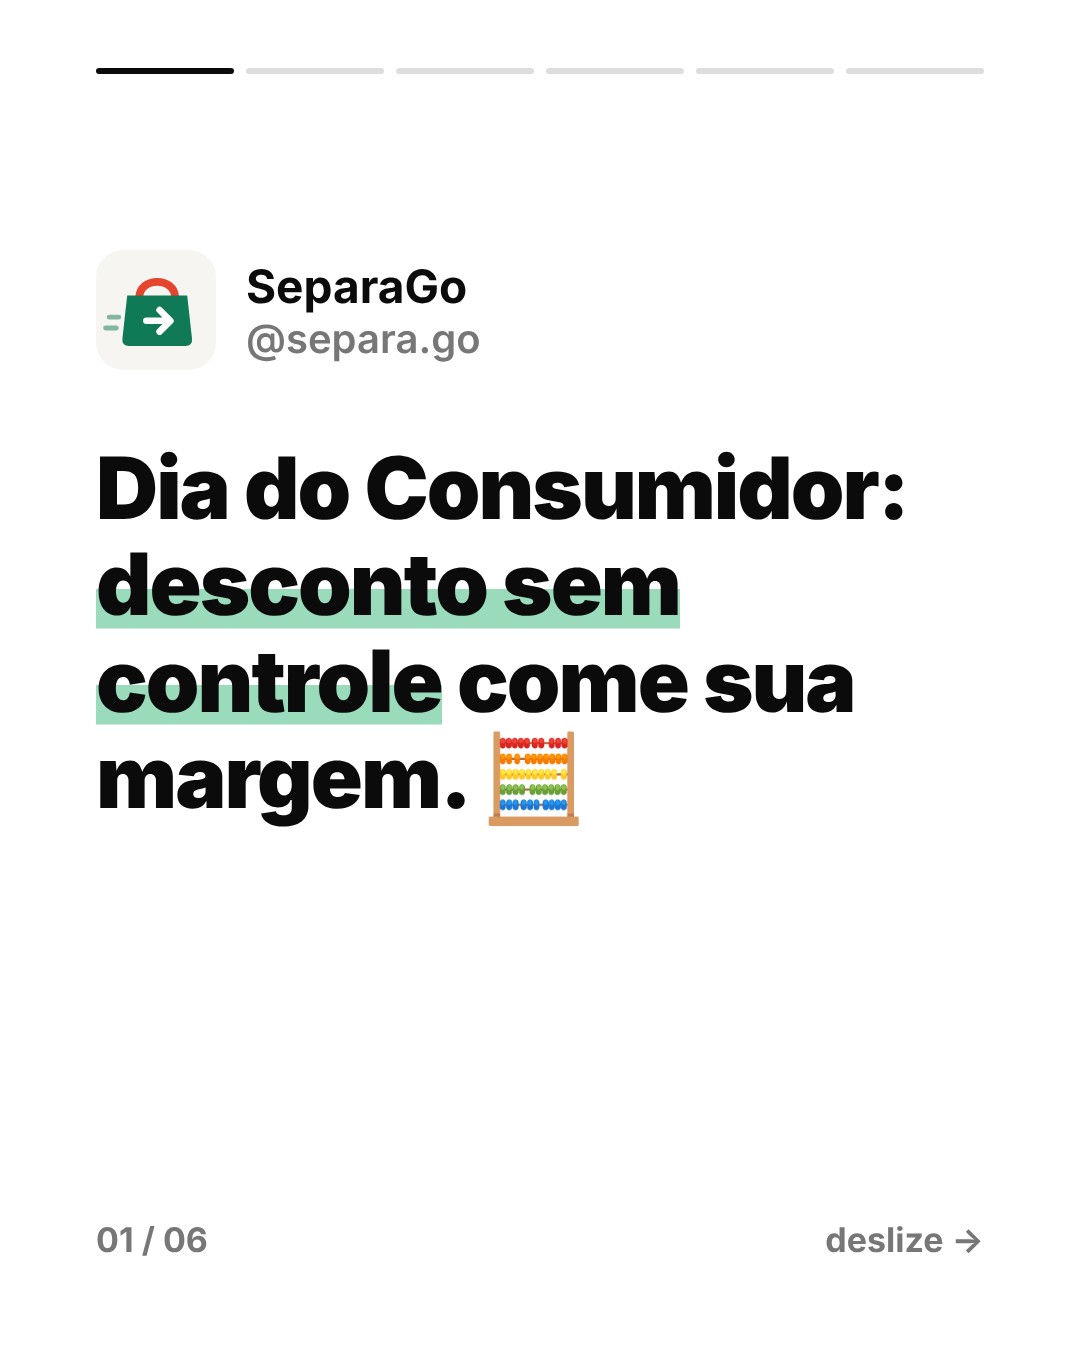 SeparaGo
@separa.go
Dia do Consumidor:
desconto sem
controle come sua
margem. 🧮
01 / 06
deslize →